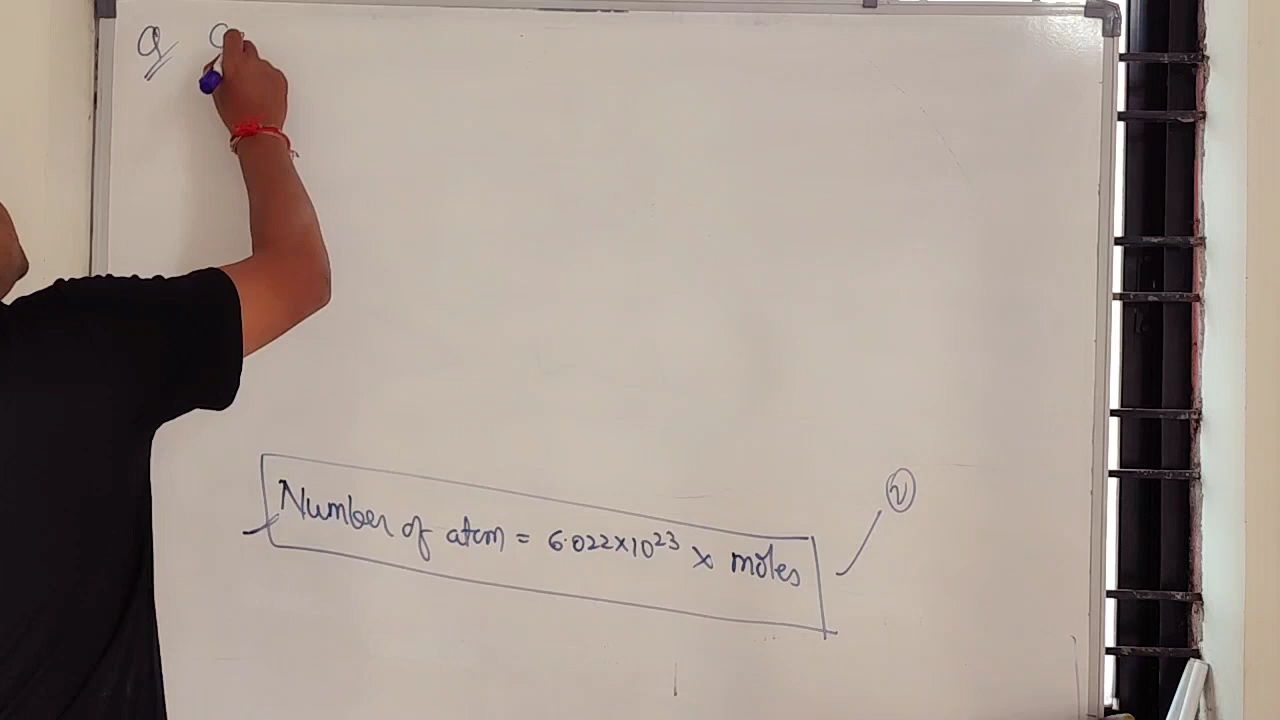 Q
Number of atom = 6.022×10²³ × moles